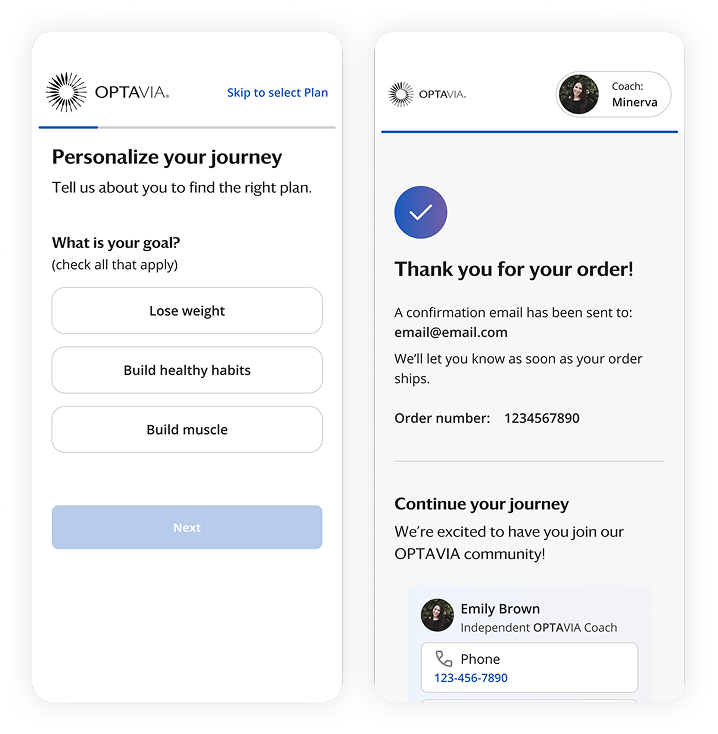 OPTAVIA®
Skip to select Plan
Personalize your journey
Tell us about you to find the right plan.
What is your goal?
(check all that apply)
Lose weight
Build healthy habits
Build muscle
Next
OPTAVIA®
Coach:
Minerva
Thank you for your order!
A confirmation email has been sent to:
email@email.com
We’ll let you know as soon as your order
ships.
Order number: 1234567890
Continue your journey
We’re excited to have you join our
OPTAVIA community!
Emily Brown
Independent OPTAVIA Coach
Phone
123-456-7890